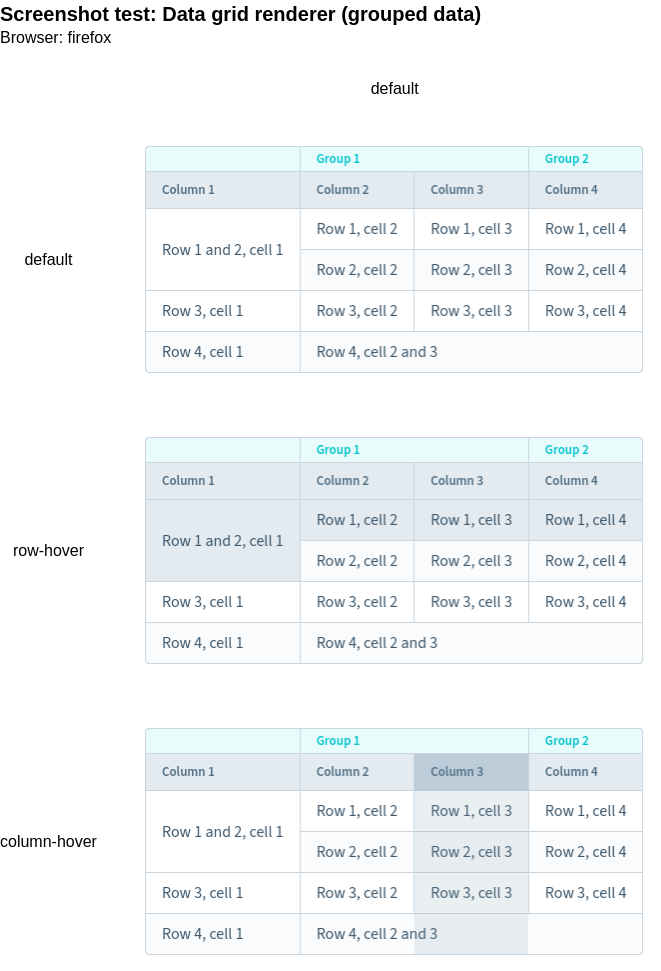 Screenshot test: Data grid renderer (grouped data)
Browser: firefox
default
default
Group 1 Group 2
Column 1 Column 2 Column 3 Column 4
Row 1 and 2, cell 1 Row 1, cell 2 Row 1, cell 3 Row 1, cell 4
Row 2, cell 2 Row 2, cell 3 Row 2, cell 4
Row 3, cell 1 Row 3, cell 2 Row 3, cell 3 Row 3, cell 4
Row 4, cell 1 Row 4, cell 2 and 3
row-hover
Group 1 Group 2
Column 1 Column 2 Column 3 Column 4
Row 1 and 2, cell 1 Row 1, cell 2 Row 1, cell 3 Row 1, cell 4
Row 2, cell 2 Row 2, cell 3 Row 2, cell 4
Row 3, cell 1 Row 3, cell 2 Row 3, cell 3 Row 3, cell 4
Row 4, cell 1 Row 4, cell 2 and 3
column-hover
Group 1 Group 2
Column 1 Column 2 Column 3 Column 4
Row 1 and 2, cell 1 Row 1, cell 2 Row 1, cell 3 Row 1, cell 4
Row 2, cell 2 Row 2, cell 3 Row 2, cell 4
Row 3, cell 1 Row 3, cell 2 Row 3, cell 3 Row 3, cell 4
Row 4, cell 1 Row 4, cell 2 and 3